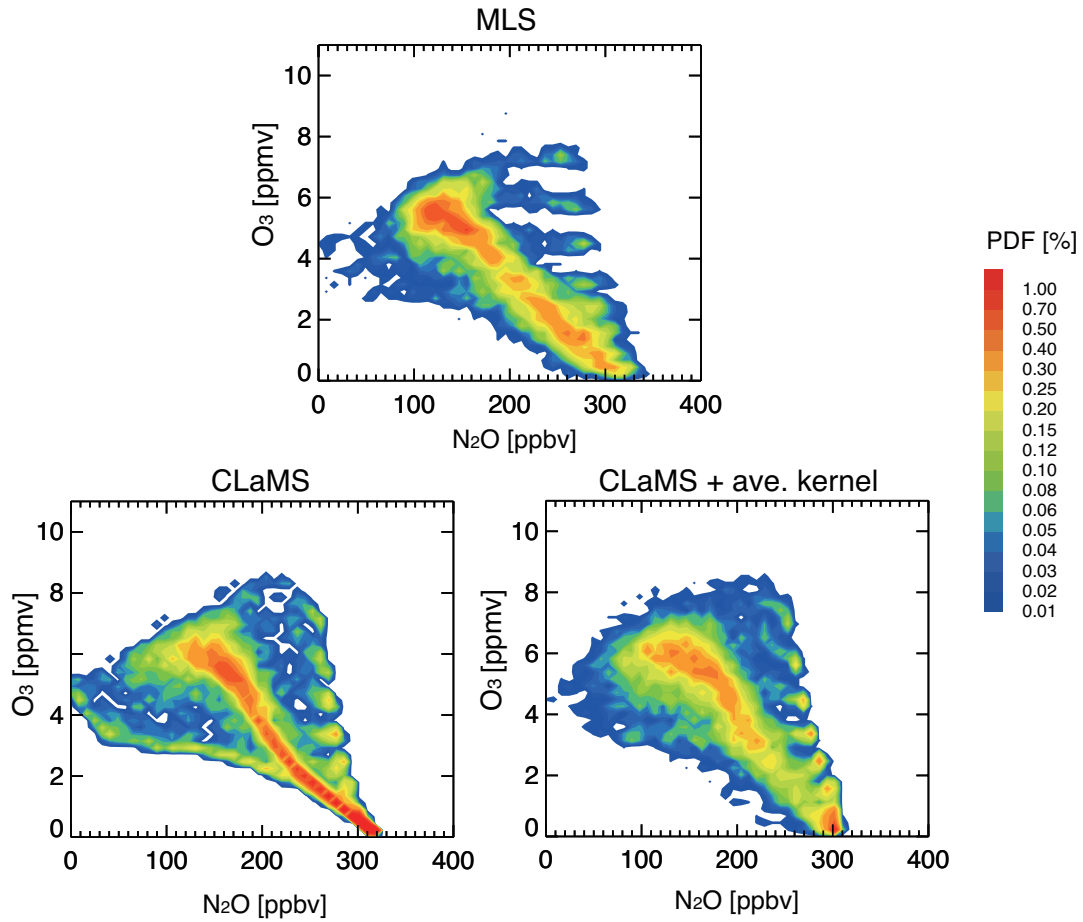 MLS
10
8
6
4
2
0
O3 [ppmv]
0 100 200 300 400
N2O [ppbv]
PDF [%]
1.00
0.70
0.50
0.40
0.30
0.25
0.20
0.15
0.12
0.10
0.08
0.06
0.05
0.04
0.03
0.02
0.01
CLaMS
10
8
6
4
2
0
O3 [ppmv]
0 100 200 300 400
N2O [ppbv]
CLaMS + ave. kernel
10
8
6
4
2
0
O3 [ppmv]
0 100 200 300 400
N2O [ppbv]